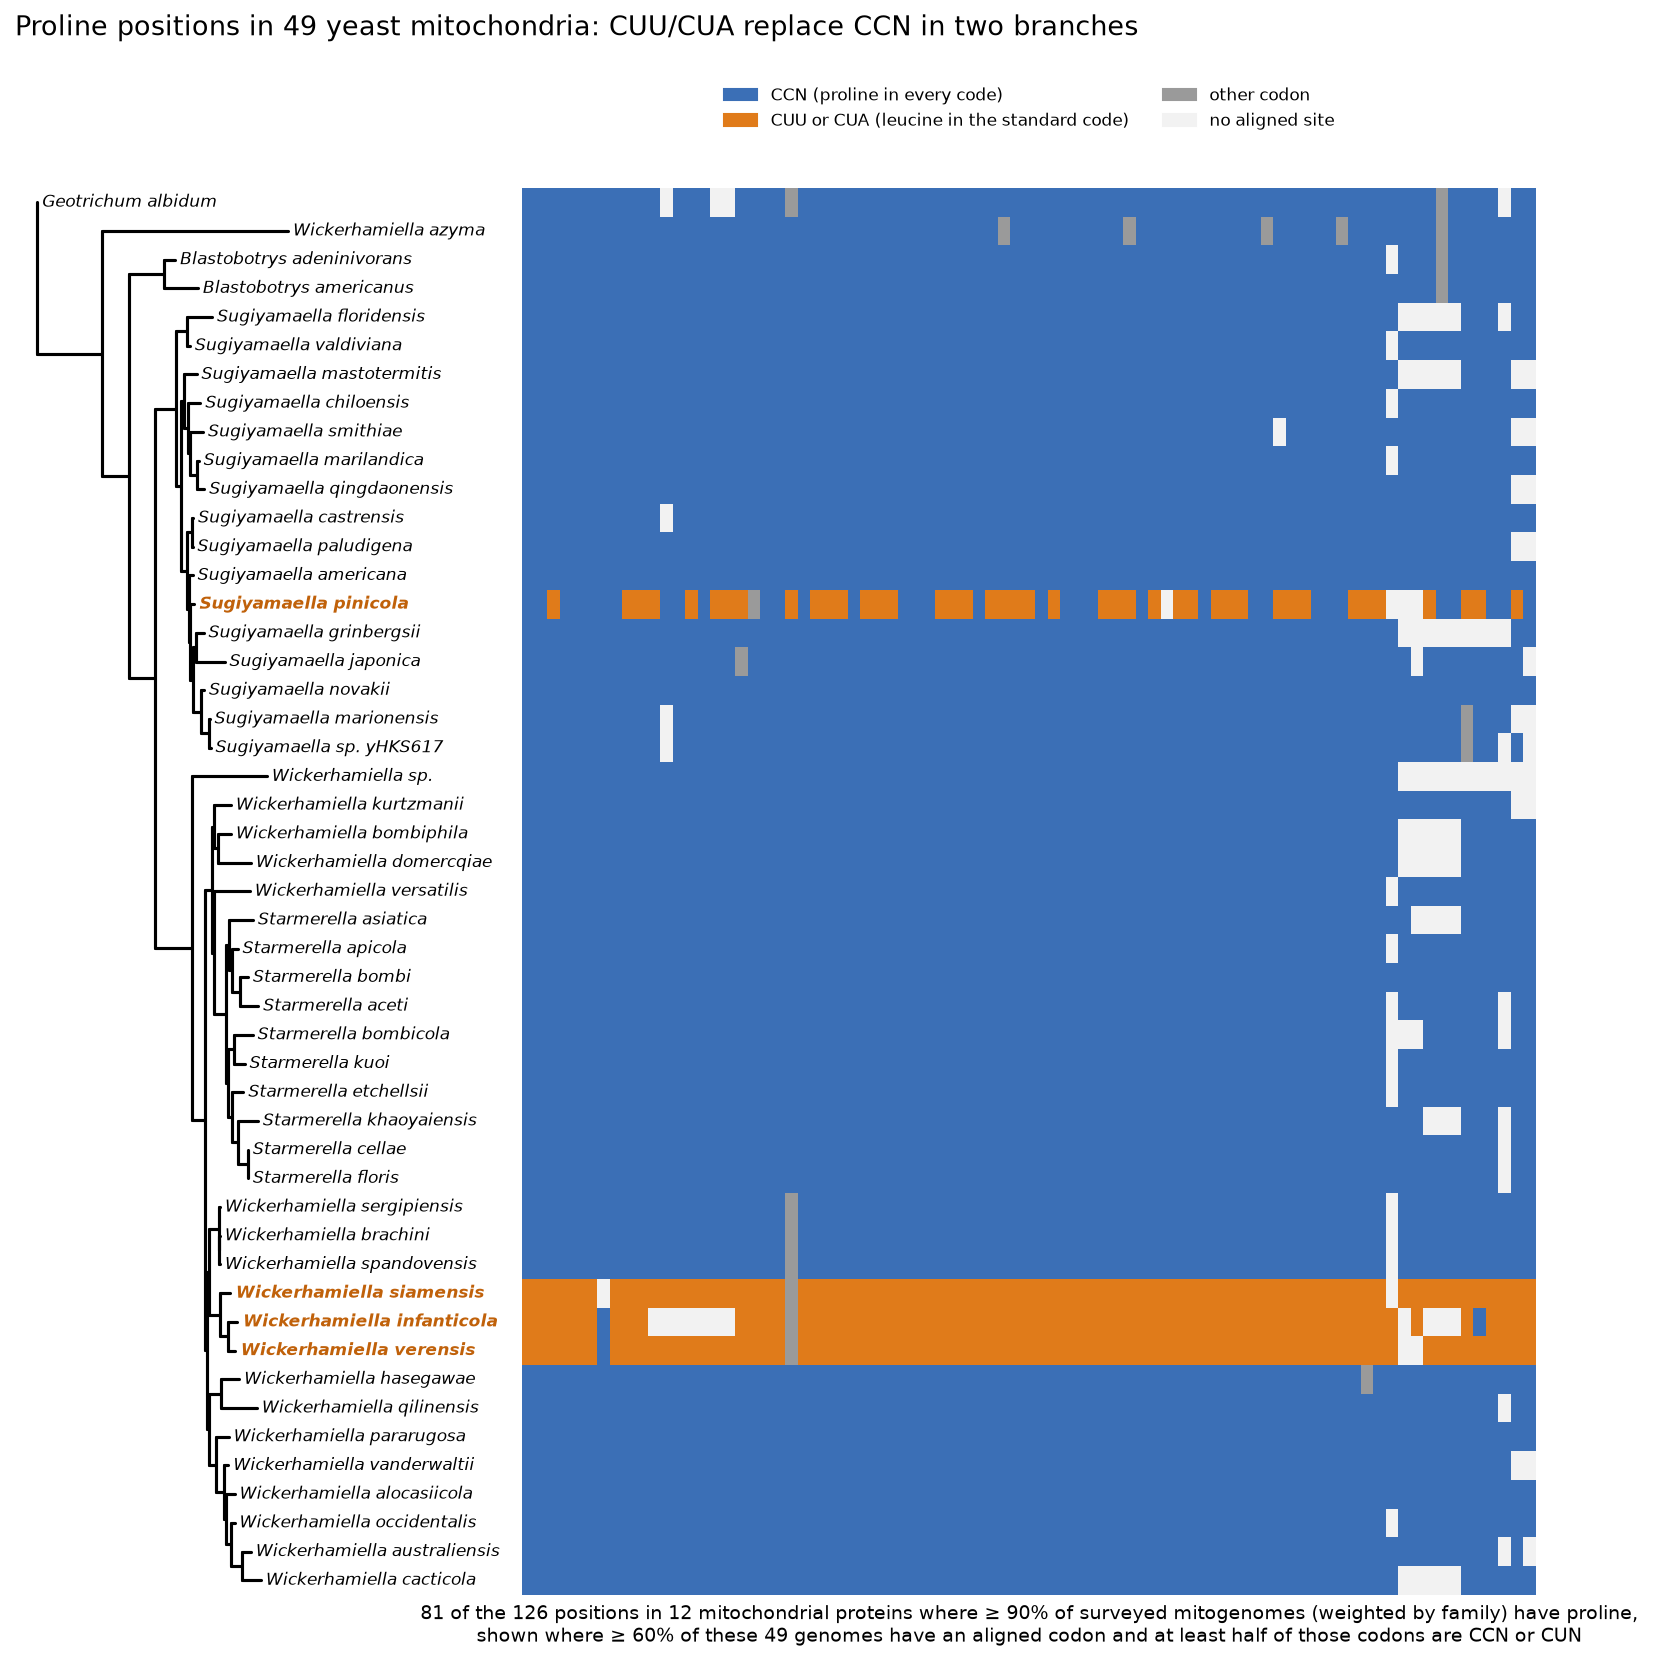 Proline positions in 49 yeast mitochondria: CUU/CUA replace CCN in two branches
CCN (proline in every code)
CUU or CUA (leucine in the standard code)
other codon
no aligned site
Geotrichum albidum
Wickerhamiella azyma
Blastobotrys adeninivorans
Blastobotrys americanus
Sugiyamaella floridensis
Sugiyamaella valdiviana
Sugiyamaella mastotermitis
Sugiyamaella chiloensis
Sugiyamaella smithiae
Sugiyamaella marilandica
Sugiyamaella qingdaonensis
Sugiyamaella castrensis
Sugiyamaella paludigena
Sugiyamaella americana
Sugiyamaella pinicola
Sugiyamaella grinbergsii
Sugiyamaella japonica
Sugiyamaella novakii
Sugiyamaella marionensis
Sugiyamaella sp. yHKS617
Wickerhamiella sp.
Wickerhamiella kurtzmanii
Wickerhamiella bombiphila
Wickerhamiella domercqiae
Wickerhamiella versatilis
Starmerella asiatica
Starmerella apicola
Starmerella bombi
Starmerella aceti
Starmerella bombicola
Starmerella kuoi
Starmerella etchellsii
Starmerella khaoyaiensis
Starmerella cellae
Starmerella floris
Wickerhamiella sergipiensis
Wickerhamiella brachini
Wickerhamiella spandovensis
Wickerhamiella siamensis
Wickerhamiella infanticola
Wickerhamiella verensis
Wickerhamiella hasegawae
Wickerhamiella qilinensis
Wickerhamiella pararugosa
Wickerhamiella vanderwaltii
Wickerhamiella alocasiicola
Wickerhamiella occidentalis
Wickerhamiella australiensis
Wickerhamiella cacticola
81 of the 126 positions in 12 mitochondrial proteins where ≥ 90% of surveyed mitogenomes (weighted by family) have proline,
shown where ≥ 60% of these 49 genomes have an aligned codon and at least half of those codons are CCN or CUN